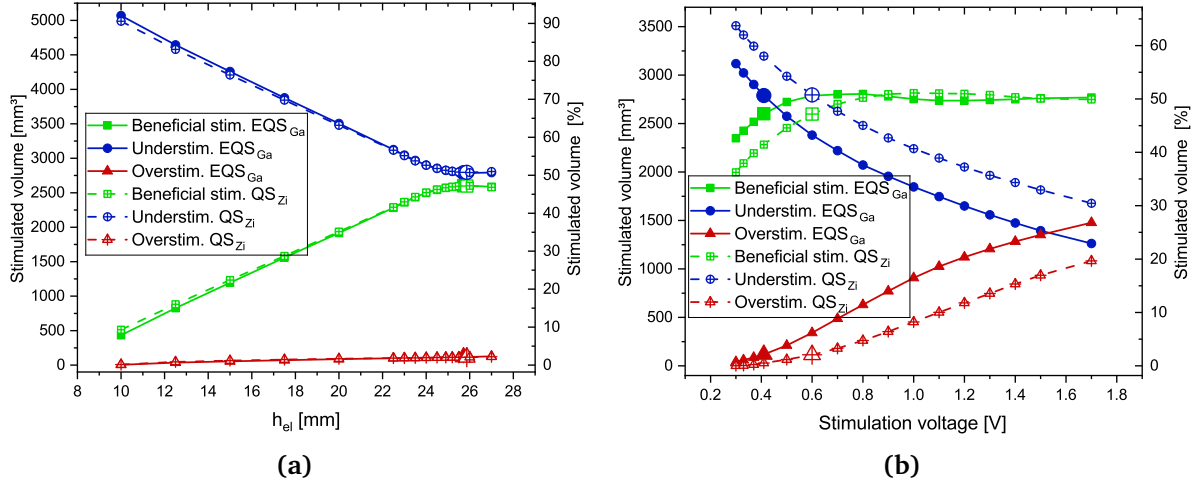 5000
4500
4000
3500
3000
2500
2000
1500
1000
500
0
Stimulated volume [mm³]
Beneficial stim. EQS_Ga
Understim. EQS_Ga
Overstim. EQS_Ga
Beneficial stim. QS_Zi
Understim. QS_Zi
Overstim. QS_Zi
90
80
70
60
50
40
30
20
10
0
Stimulated volume [%]
10 12 14 16 18 20 22 24 26 28
h_el [mm]
(a)
3500
3000
2500
2000
1500
1000
500
0
Stimulated volume [mm³]
Beneficial stim. EQS_Ga
Understim. EQS_Ga
Overstim. EQS_Ga
Beneficial stim. QS_Zi
Understim. QS_Zi
Overstim. QS_Zi
60
50
40
30
20
10
0
Stimulated volume [%]
0.2 0.4 0.6 0.8 1.0 1.2 1.4 1.6 1.8
Stimulation voltage [V]
(b)